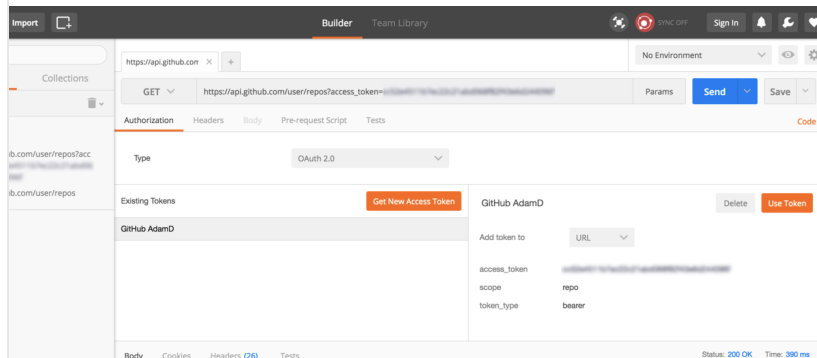 Import Builder Team Library SYNC OFF Sign In
https://api.github.com × + No Environment
Collections
GET https://api.github.com/user/repos?access_token= Params Send Save
Authorization Headers Body Pre-request Script Tests Code
ib.com/user/repos?acc
Type OAuth 2.0
ib.com/user/repos
Existing Tokens Get New Access Token GitHub AdamD Delete Use Token
GitHub AdamD
Add token to URL
access_token
scope repo
token_type bearer
Body Cookies Headers (26) Tests Status: 200 OK Time: 390 ms